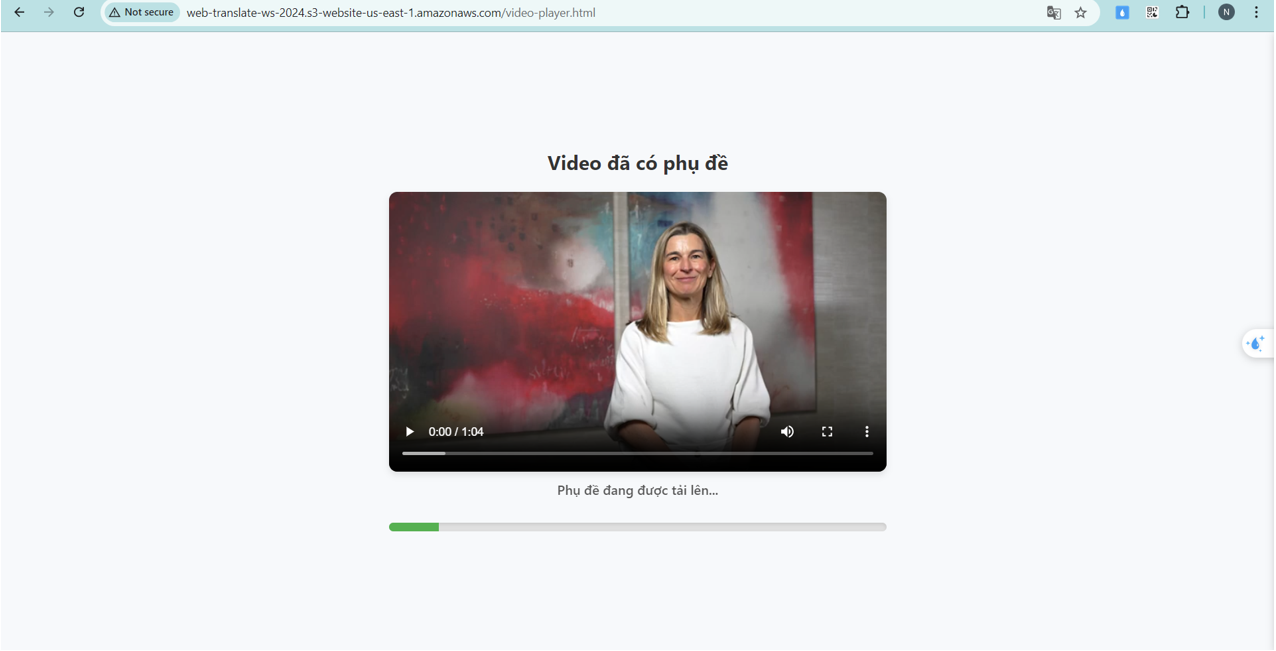 Not secure
web-translate-ws-2024.s3-website-us-east-1.amazonaws.com/video-player.html
N
Video đã có phụ đề
0:00 / 1:04
Phụ đề đang được tải lên...